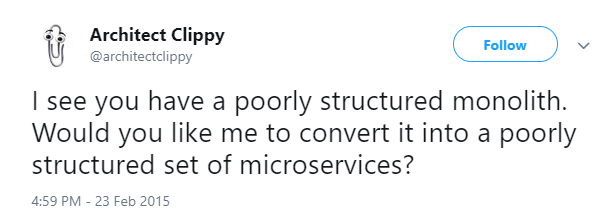 Architect Clippy
@architectclippy
Follow
I see you have a poorly structured monolith.
Would you like me to convert it into a poorly
structured set of microservices?
4:59 PM - 23 Feb 2015